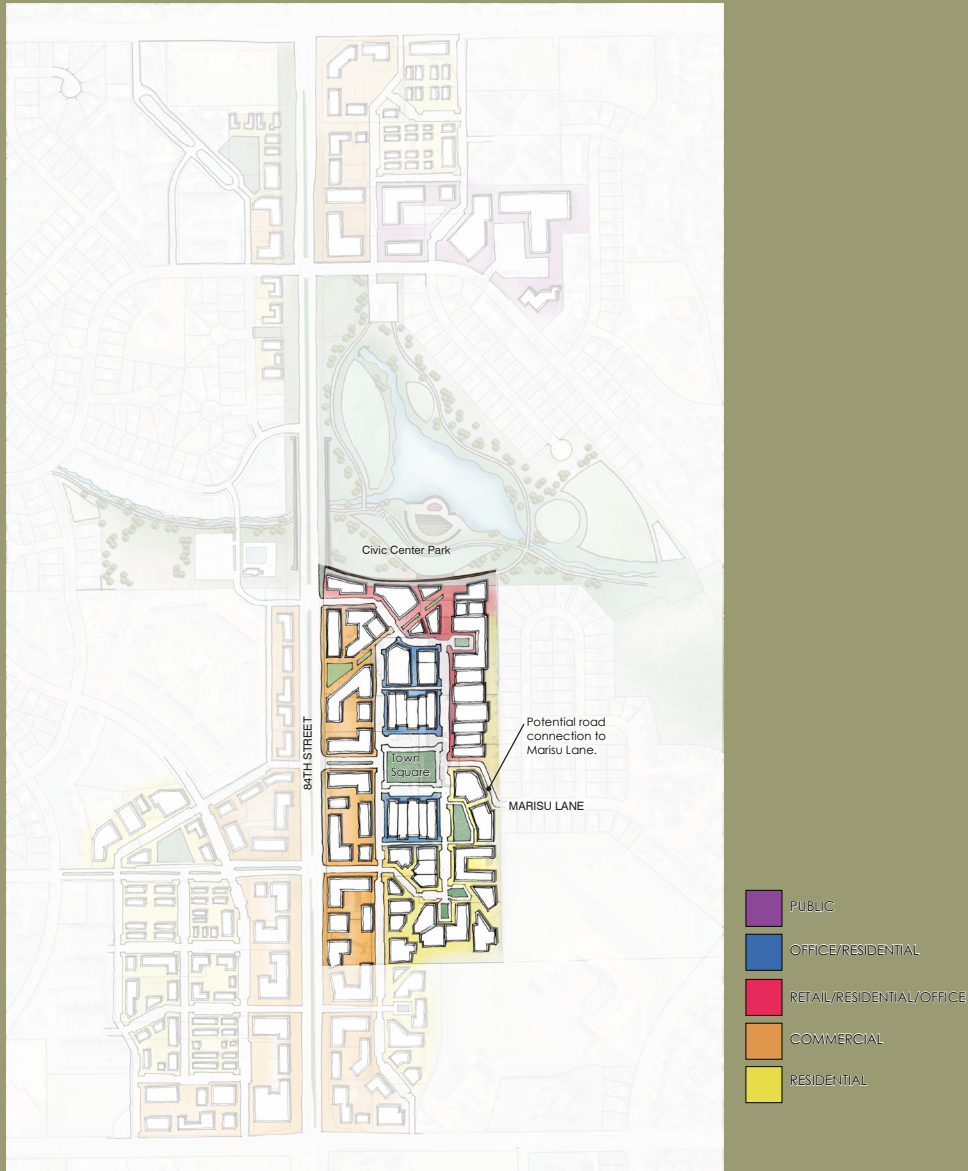 Civic Center Park
84TH STREET
Town
Square
Potential road
connection to
Marisu Lane.
MARISU LANE
PUBLIC
OFFICE/RESIDENTIAL
RETAIL/RESIDENTIAL/OFFICE
COMMERCIAL
RESIDENTIAL